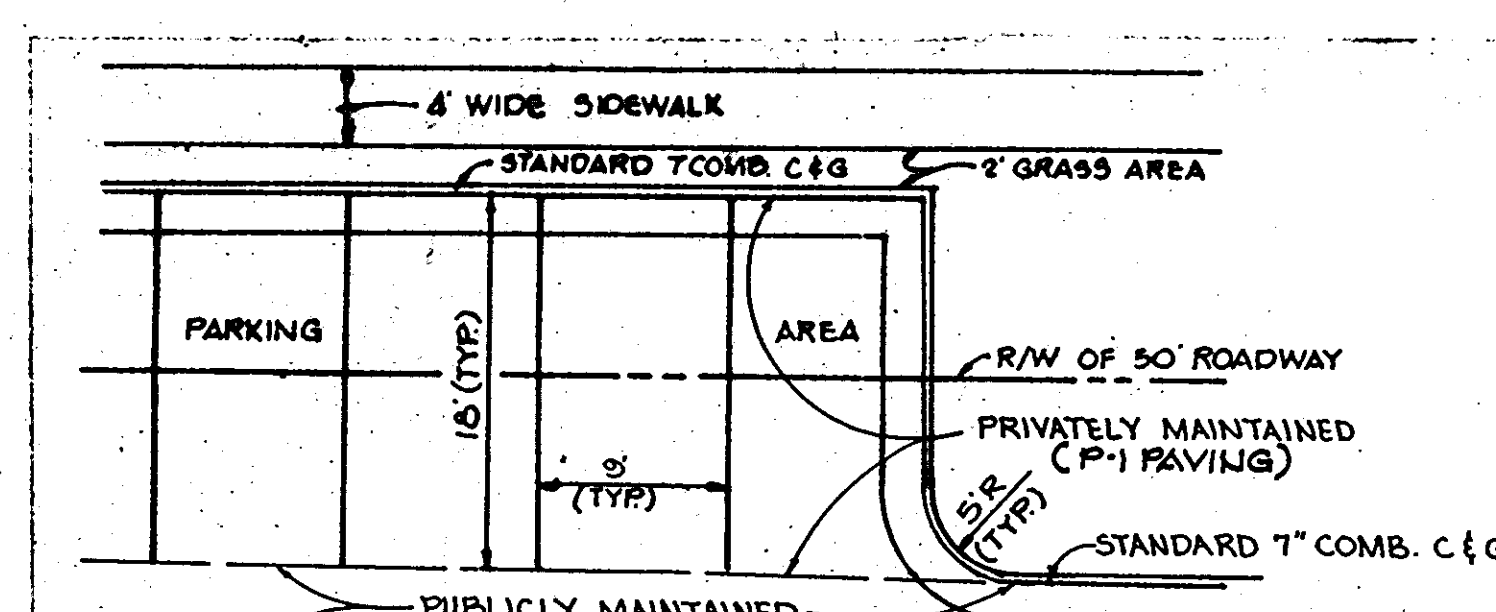 4' WIDE SIDEWALK
STANDARD 7 COMB. C & G
2' GRASS AREA
PARKING
AREA
18' (TYP.)
R/W OF 50' ROADWAY
PRIVATELY MAINTAINED
(P-1 PAVING)
9'
(TYP.)
5'R
(TYP.)
STANDARD 7" COMB. C & G
PUBLICLY MAINTAINED